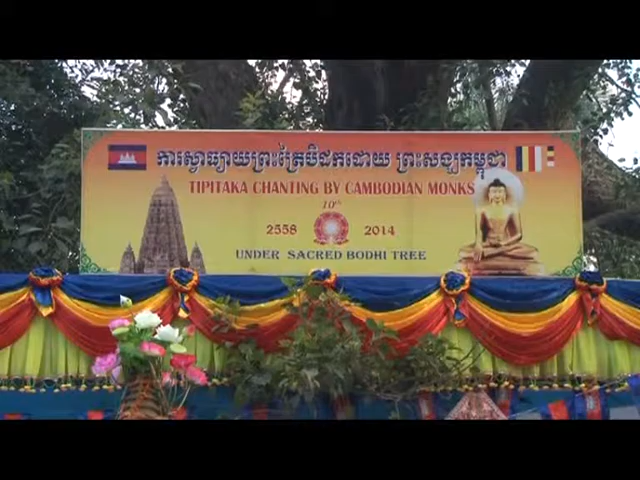 ការស្វាធ្យាយព្រះត្រៃបិដកដោយ ព្រះសង្ឃកម្ពុជា
TIPITAKA CHANTING BY CAMBODIAN MONKS
10th
2558 2014
UNDER SACRED BODHI TREE